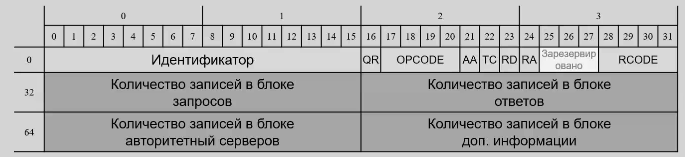 0 1 2 3
0 1 2 3 4 5 6 7 8 9 10 11 12 13 14 15 16 17 18 19 20 21 22 23 24 25 26 27 28 29 30 31
0 Идентификатор QR OPCODE AA TC RD RA Зарезервир
овано RCODE
32 Количество записей в блоке
запросов Количество записей в блоке
ответов
64 Количество записей в блоке
авторитетный серверов Количество записей в блоке
доп. информации